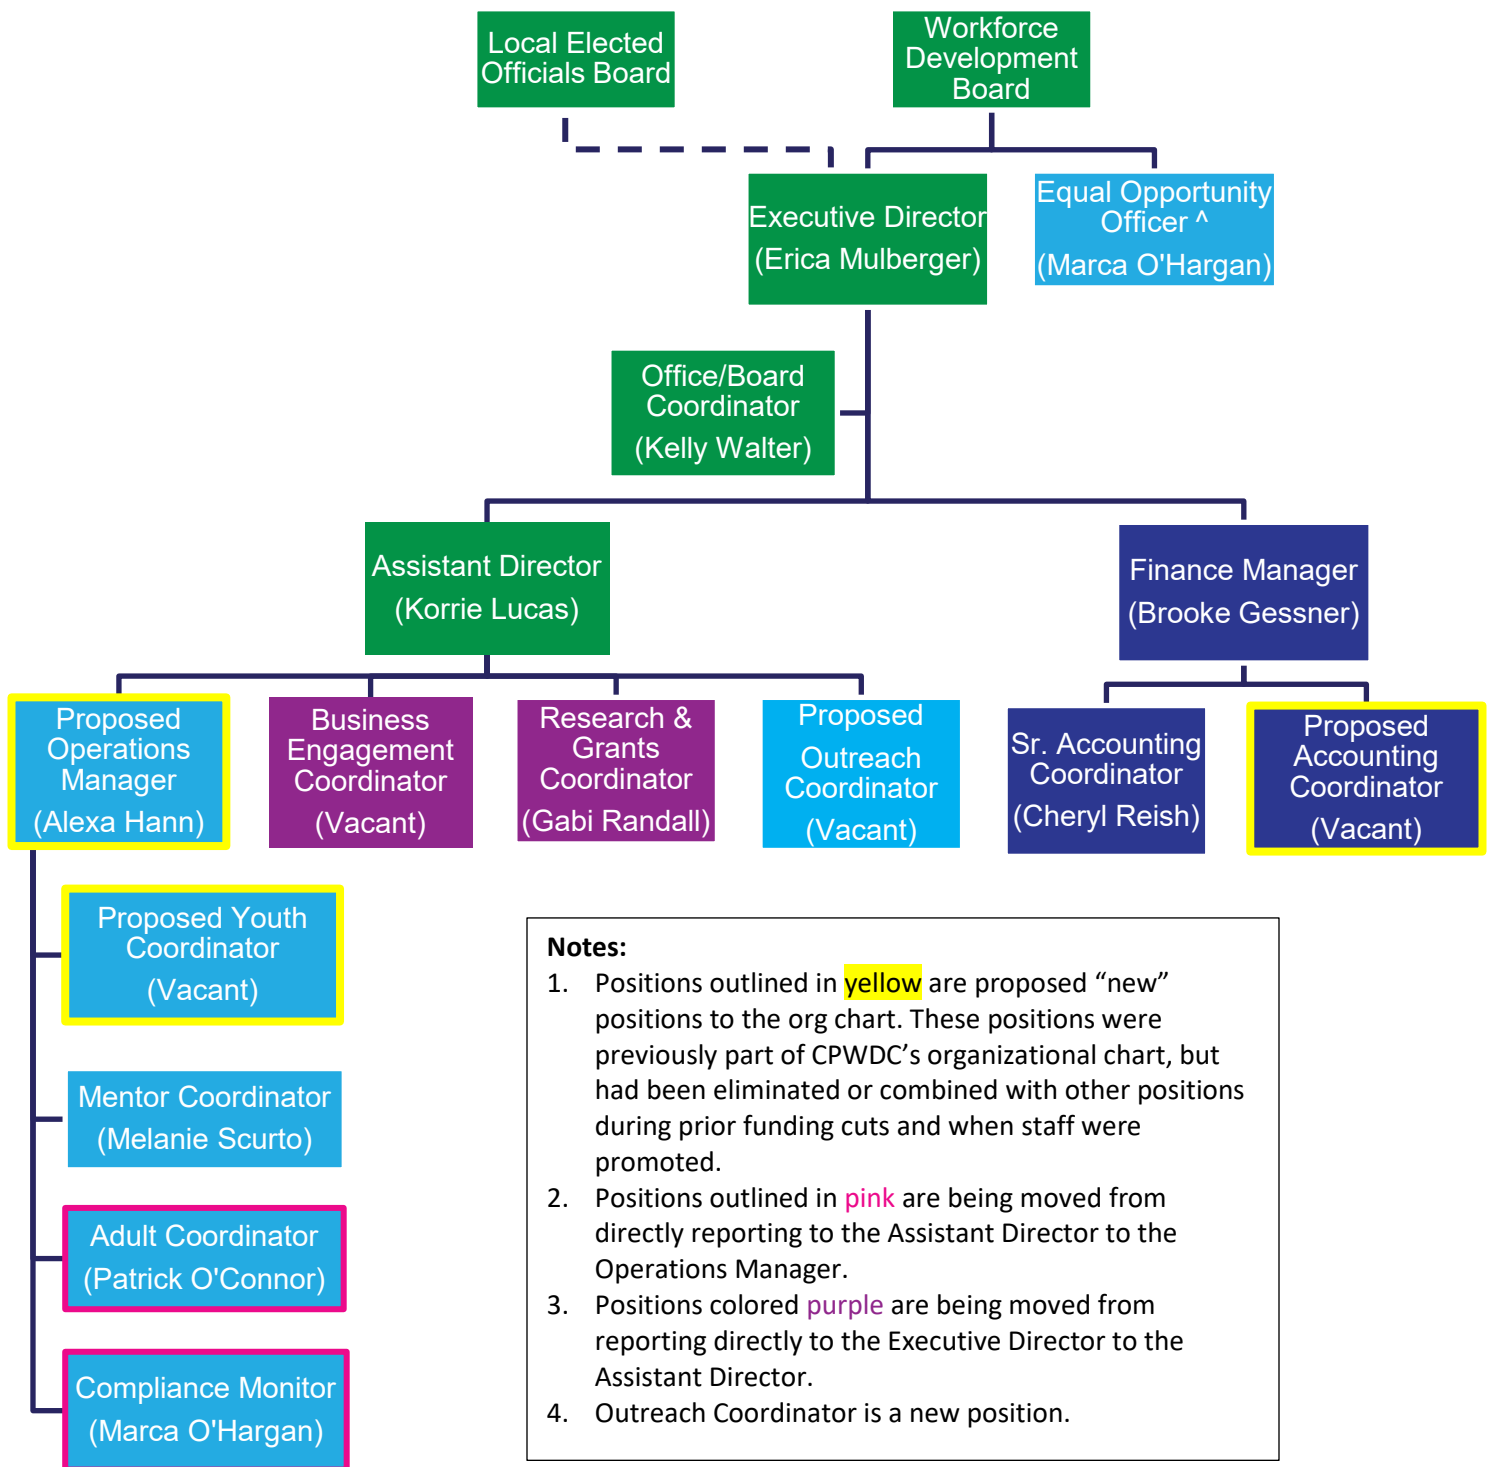 Local Elected
Officials Board
Workforce
Development
Board
Executive Director
(Erica Mulberger)
Equal Opportunity
Officer ^
(Marca O'Hargan)
Office/Board
Coordinator
(Kelly Walter)
Assistant Director
(Korrie Lucas)
Finance Manager
(Brooke Gessner)
Proposed
Operations
Manager
(Alexa Hann)
Business
Engagement
Coordinator
(Vacant)
Research &
Grants
Coordinator
(Gabi Randall)
Proposed
Outreach
Coordinator
(Vacant)
Sr. Accounting
Coordinator
(Cheryl Reish)
Proposed
Accounting
Coordinator
(Vacant)
Proposed Youth
Coordinator
(Vacant)
Mentor Coordinator
(Melanie Scurto)
Adult Coordinator
(Patrick O'Connor)
Compliance Monitor
(Marca O'Hargan)
Notes:
1. Positions outlined in yellow are proposed “new”
positions to the org chart. These positions were
previously part of CPWDC’s organizational chart, but
had been eliminated or combined with other positions
during prior funding cuts and when staff were
promoted.
2. Positions outlined in pink are being moved from
directly reporting to the Assistant Director to the
Operations Manager.
3. Positions colored purple are being moved from
reporting directly to the Executive Director to the
Assistant Director.
4. Outreach Coordinator is a new position.